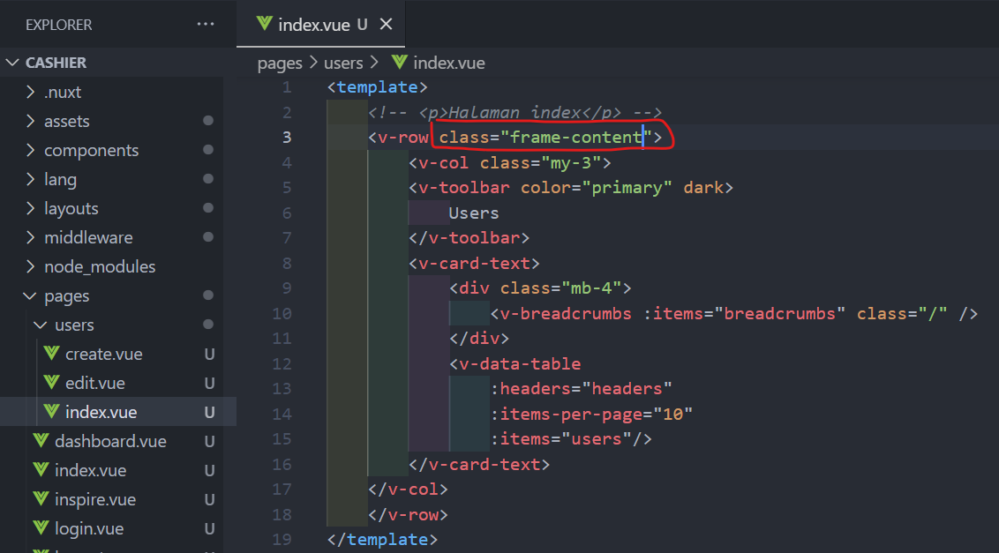 EXPLORER ···
index.vue U ×
CASHIER
pages > users > index.vue
.nuxt
assets
components
lang
layouts
middleware
node_modules
pages
users
create.vue U
edit.vue U
index.vue U
dashboard.vue U
index.vue U
inspire.vue U
login.vue U
1 <template>
2 <!-- <p>Halaman index</p> -->
3 <v-row class="frame-content">
4 <v-col class="my-3">
5 <v-toolbar color="primary" dark>
6 Users
7 </v-toolbar>
8 <v-card-text>
9 <div class="mb-4">
10 <v-breadcrumbs :items="breadcrumbs" class="/" />
11 </div>
12 <v-data-table
13 :headers="headers"
14 :items-per-page="10"
15 :items="users"/>
16 </v-card-text>
17 </v-col>
18 </v-row>
19 </template>